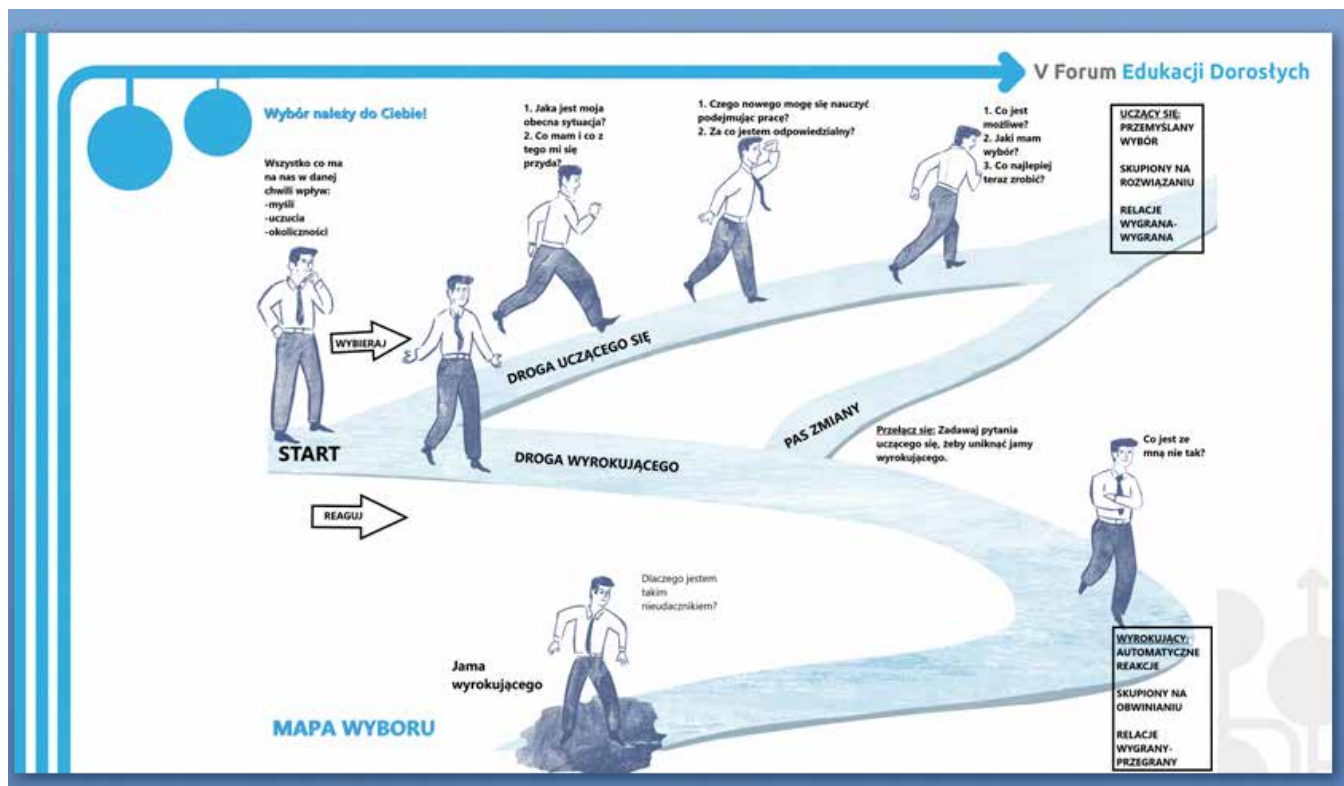 V Forum Edukacji Dorosłych
Wybór należy do Ciebie!
Wszystko co ma
na nas w danej
chwili wpływ:
-myśli
-uczucia
-okoliczności
1. Jaka jest moja
obecna sytuacja?
2. Co mam i co z
tego mi się
przyda?
1. Czego nowego mogę się nauczyć
podejmując pracę?
2. Za co jestem odpowiedzialny?
1. Co jest
możliwe?
2. Jaki mam
wybór?
3. Co najlepiej
teraz zrobić?
UCZĄCY SIĘ:
PRZEMYŚLANY
WYBÓR
SKUPIONY NA
ROZWIĄZANIU
RELACJE
WYGRANA-
WYGRANA
WYBIERAJ
DROGA UCZĄCEGO SIĘ
START
DROGA WYROKUJĄCEGO
PAS ZMIANY
Przełącz się: Zadawaj pytania
uczącego się, żeby uniknąć jamy
wyrokującego.
Co jest ze
mną nie tak?
REAGUJ
Dlaczego jestem
takim
nieudacznikiem?
Jama
wyrokującego
WYROKUJĄCY:
AUTOMATYCZNE
REAKCJE
SKUPIONY NA
OBWINIANIU
RELACJE
WYGRANY-
PRZEGRANY
MAPA WYBORU